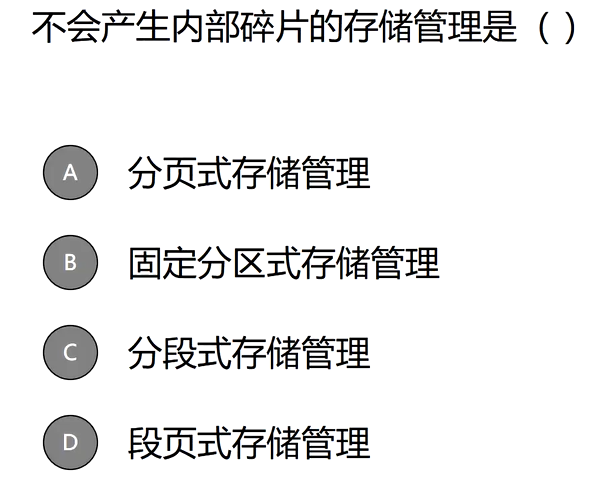 不会产生内部碎片的存储管理是（ ）
A 分页式存储管理
B 固定分区式存储管理
C 分段式存储管理
D 段页式存储管理